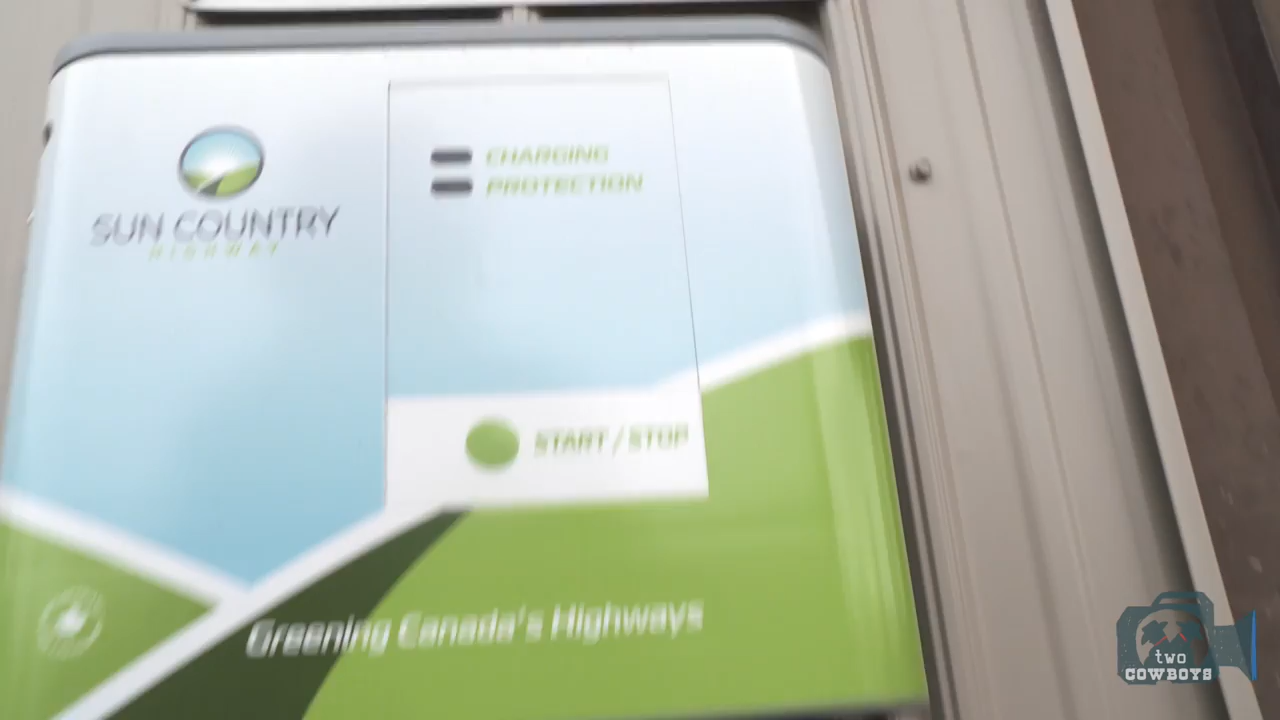 SUN COUNTRY
HIGHWAY
CHARGING
PROTECTION
START / STOP
Greening Canada's Highways
two
COWBOYS